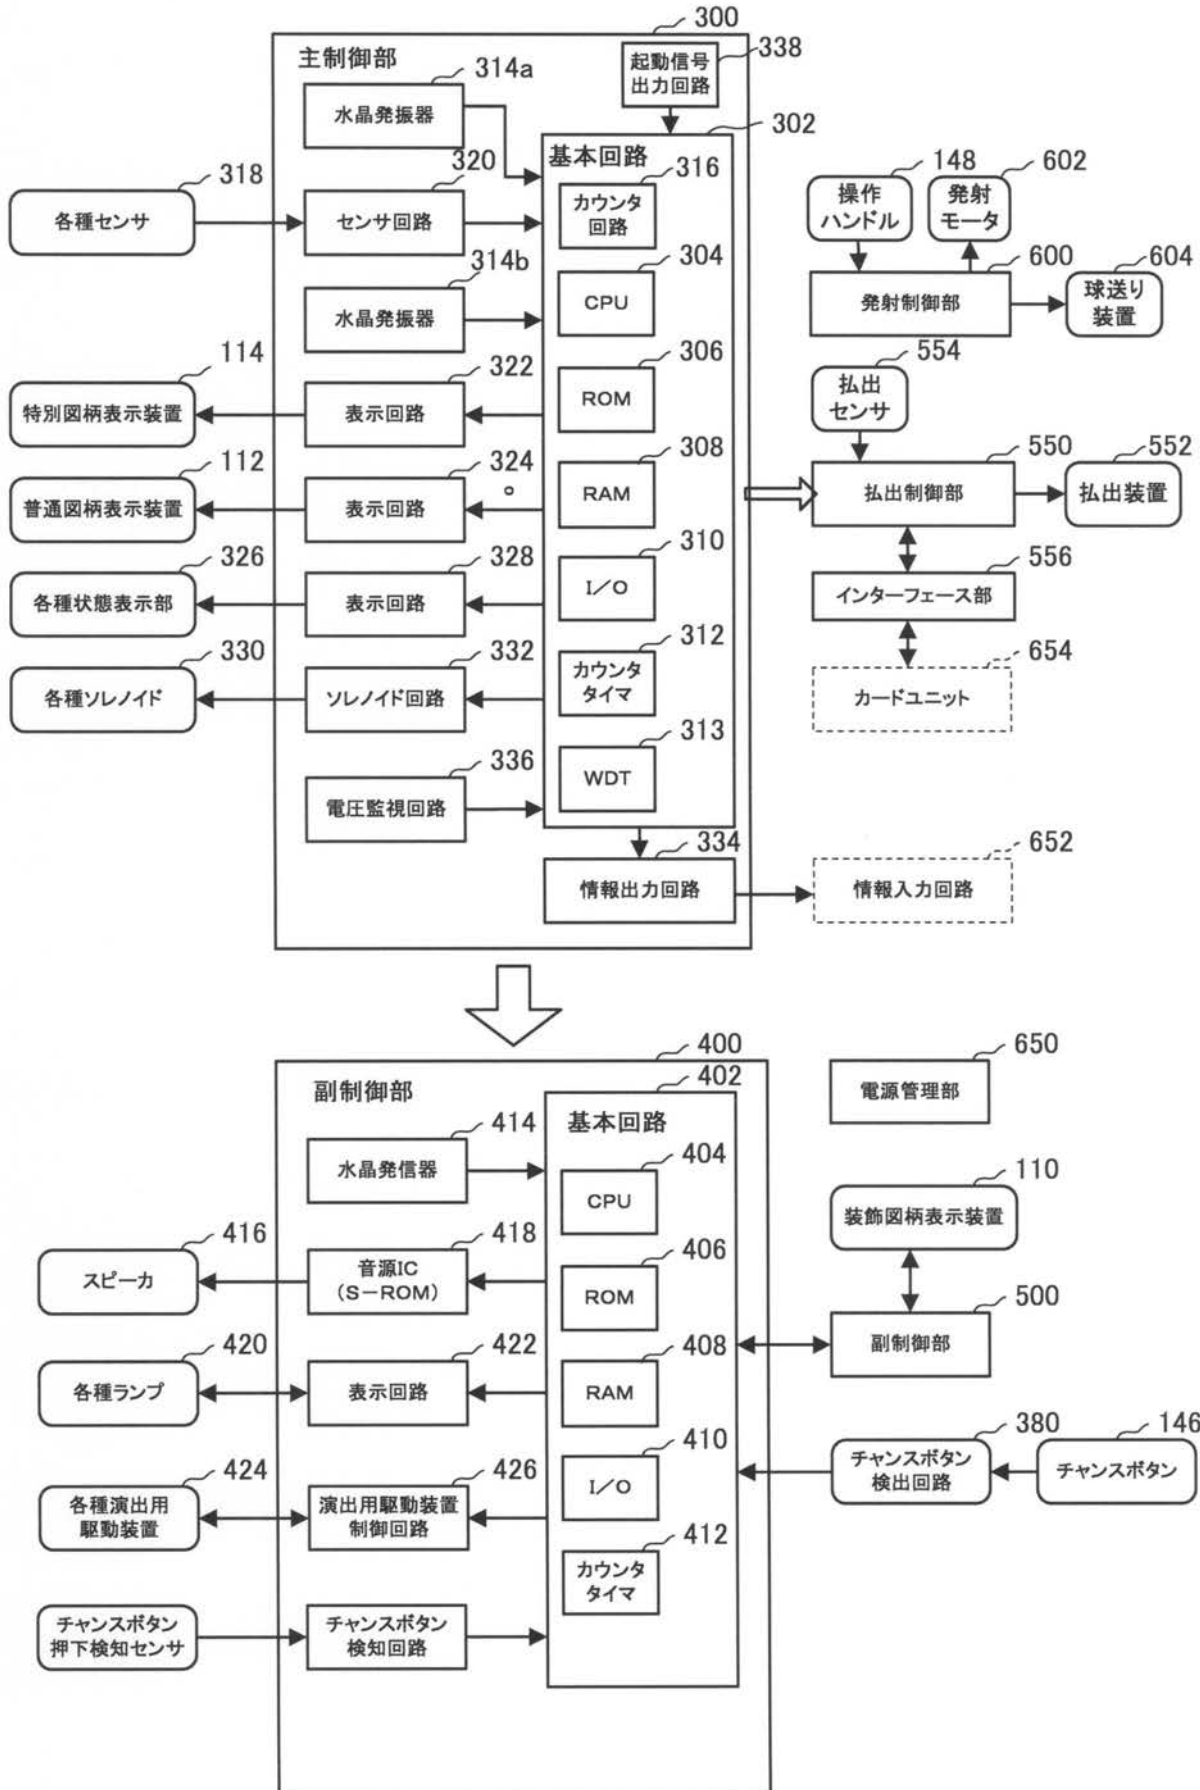 300
主制御部
起動信号
出力回路
338
314a
水晶発振器
302
基本回路
320
316
148
602
318
カウンタ
回路
操作
ハンドル
発射
モータ
各種センサ
センサ回路
314b
304
600
604
水晶発振器
CPU
発射制御部
球送り
装置
114
322
306
554
特別図柄表示装置
表示回路
ROM
払出
センサ
112
324
308
550
552
普通図柄表示装置
表示回路
RAM
払出制御部
払出装置
326
328
310
556
各種状態表示部
表示回路
I/O
インターフェース部
330
332
312
654
各種ソレノイド
ソレノイド回路
カウンタ
タイマ
カードユニット
336
313
電圧監視回路
WDT
334
652
情報出力回路
情報入力回路
400
650
副制御部
402
電源管理部
414
基本回路
水晶発信器
404
110
CPU
装飾図柄表示装置
416
418
406
スピーカ
音源IC
(S-ROM)
ROM
500
420
422
408
副制御部
各種ランプ
表示回路
RAM
424
426
410
380
146
各種演出用
駆動装置
演出用駆動装置
制御回路
I/O
チャンスボタン
検出回路
チャンスボタン
412
カウンタ
タイマ
チャンスボタン
押下検知センサ
チャンスボタン
検知回路